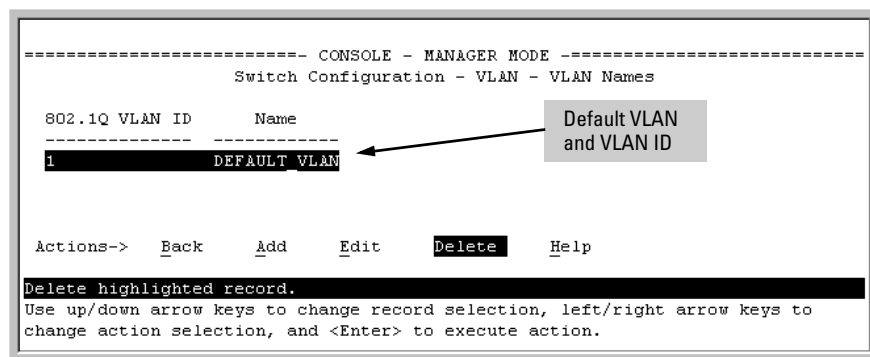 ===========================- CONSOLE - MANAGER MODE -============================
Switch Configuration - VLAN - VLAN Names
802.1Q VLAN ID Name
-------------- ------------
1 DEFAULT_VLAN
Default VLAN
and VLAN ID
Actions-> Back Add Edit Delete Help
Delete highlighted record.
Use up/down arrow keys to change record selection, left/right arrow keys to
change action selection, and <Enter> to execute action.